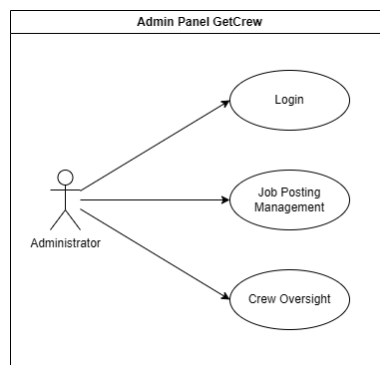 Admin Panel GetCrew
Login
Job Posting
Management
Administrator
Crew Oversight